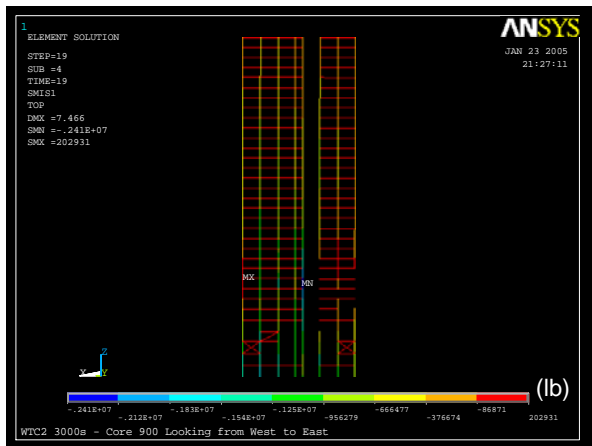 1
ELEMENT SOLUTION
STEP=19
SUB =4
TIME=19
SMIS1
TOP
DMX =7.466
SMN =-.241E+07
SMX =202931
ANSYS
JAN 23 2005
21:27:11
MX
MN
Z
X Y
(lb)
-.241E+07 -.183E+07 -.125E+07 -666477 -86871
-.212E+07 -.154E+07 -956279 -376674 202931
WTC2 3000s - Core 900 Looking from West to East